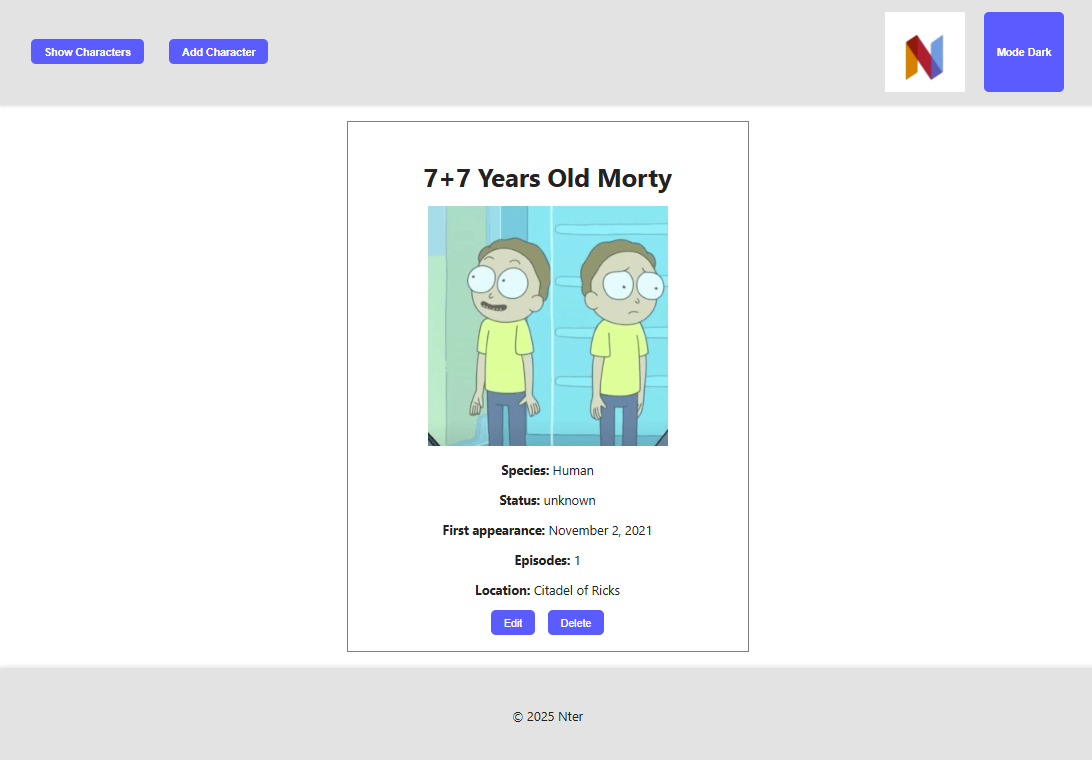 Show Characters
Add Character
N
Mode Dark
7+7 Years Old Morty
Species: Human
Status: unknown
First appearance: November 2, 2021
Episodes: 1
Location: Citadel of Ricks
Edit
Delete
© 2025 Nter